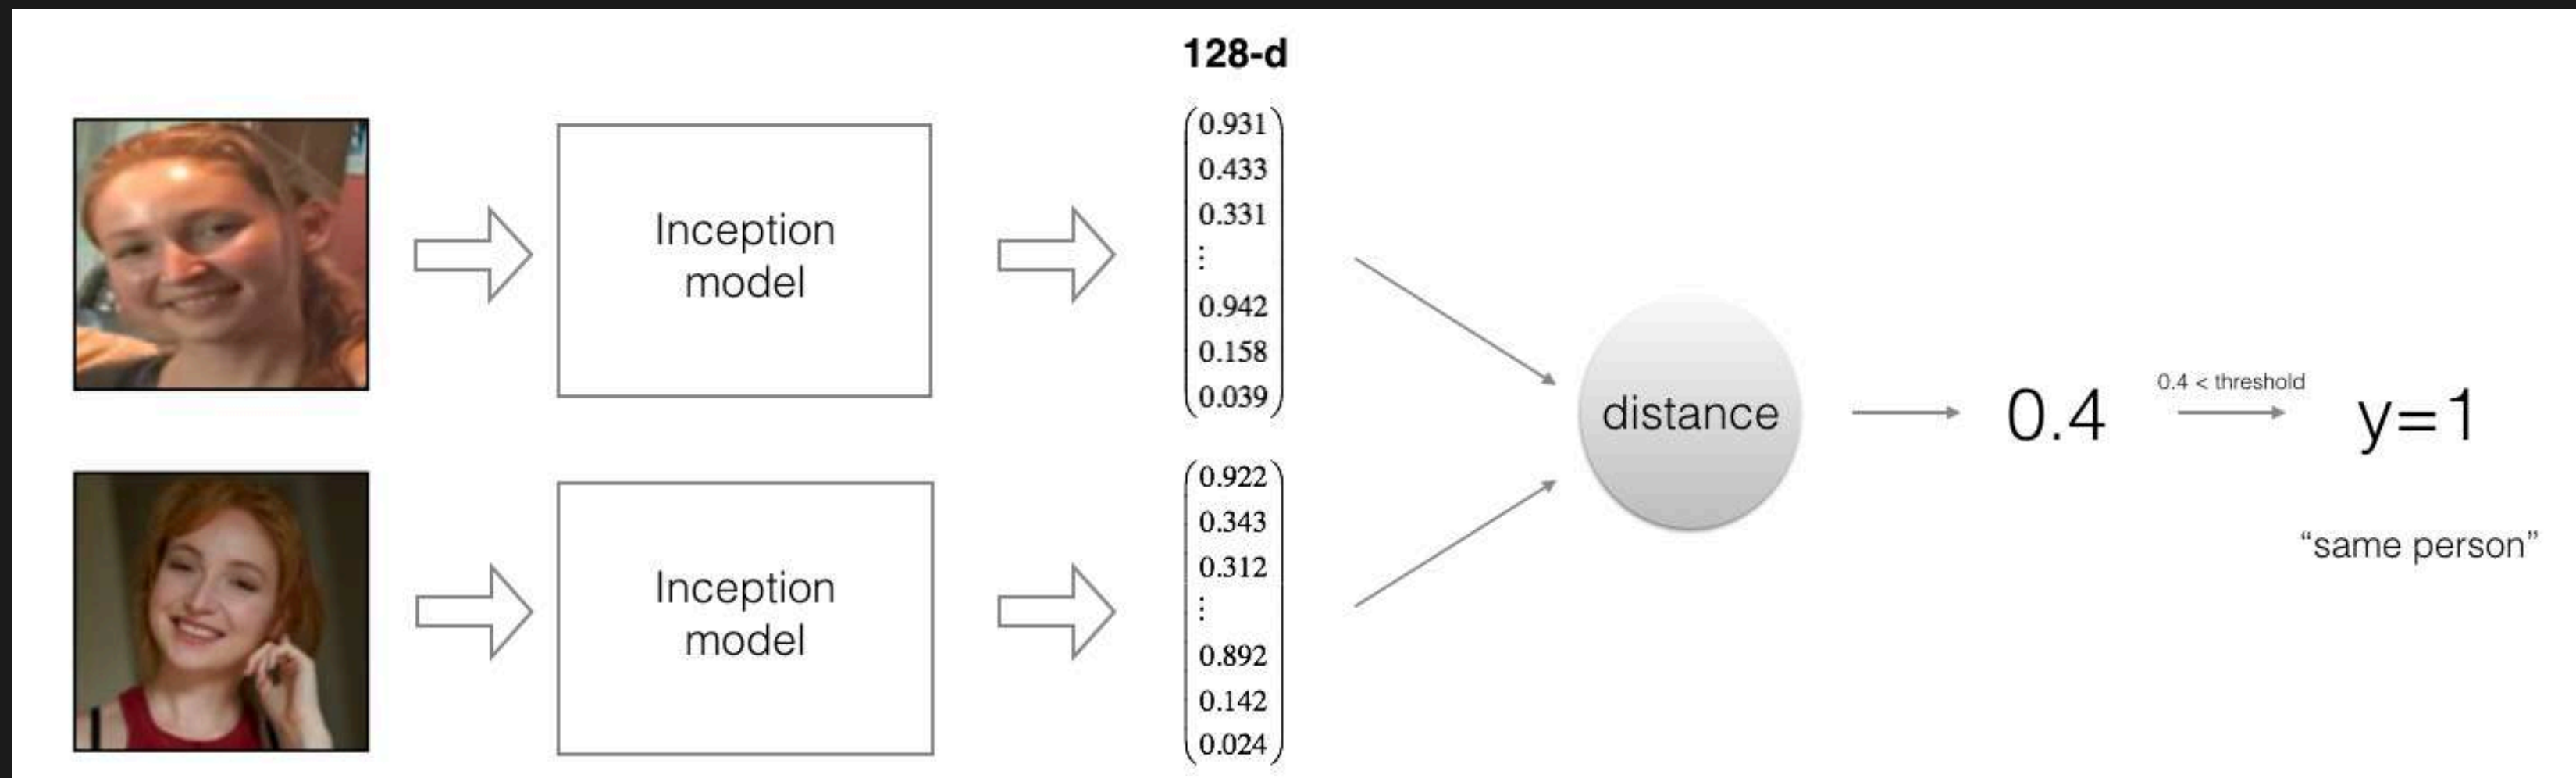 128-d
Inception
model
0.931
0.433
0.331
⋮
0.942
0.158
0.039
Inception
model
0.922
0.343
0.312
⋮
0.892
0.142
0.024
distance
0.4
0.4 < threshold
y=1
“same person”